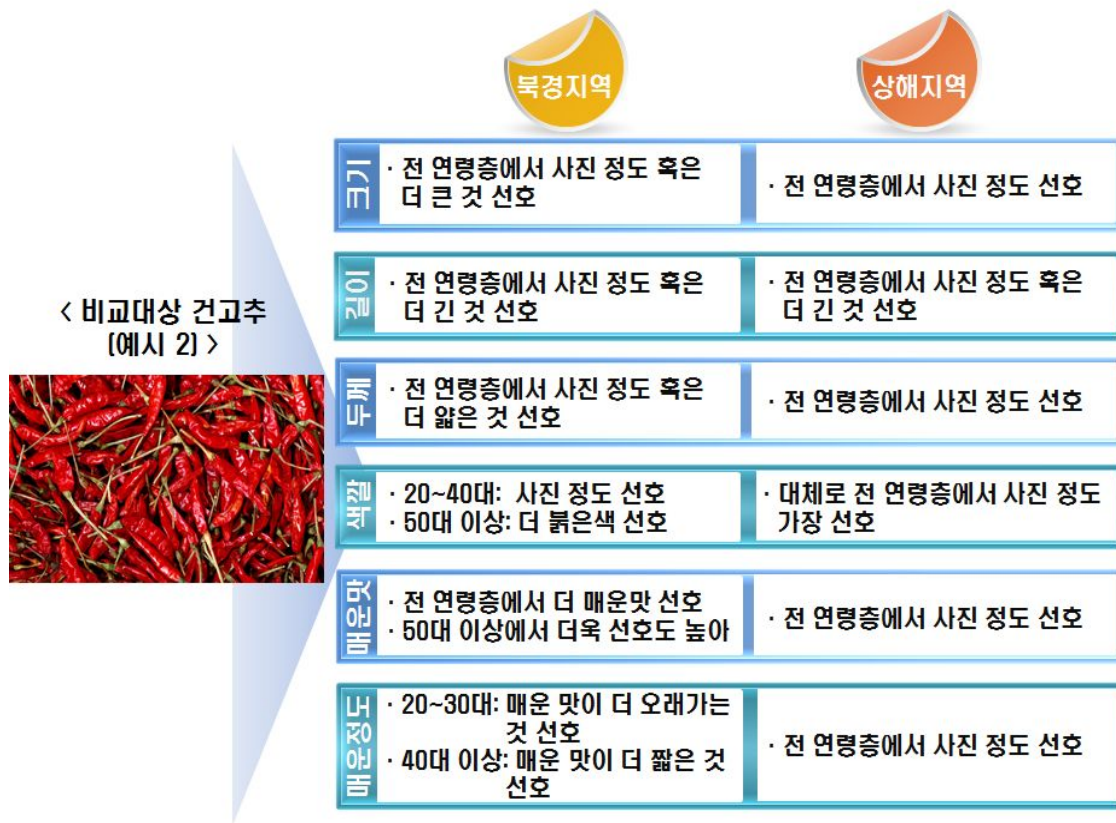 북경지역
상해지역
< 비교대상 건고추
(예시 2) >
크기
· 전 연령층에서 사진 정도 혹은
더 큰 것 선호
· 전 연령층에서 사진 정도 선호
길이
· 전 연령층에서 사진 정도 혹은
더 긴 것 선호
· 전 연령층에서 사진 정도 혹은
더 긴 것 선호
두께
· 전 연령층에서 사진 정도 혹은
더 얇은 것 선호
· 전 연령층에서 사진 정도 선호
색깔
· 20~40대: 사진 정도 선호
· 50대 이상: 더 붉은색 선호
· 대체로 전 연령층에서 사진 정도
가장 선호
매운맛
· 전 연령층에서 더 매운맛 선호
· 50대 이상에서 더욱 선호도 높아
· 전 연령층에서 사진 정도 선호
매운정도
· 20~30대: 매운 맛이 더 오래가는
것 선호
· 40대 이상: 매운 맛이 더 짧은 것
선호
· 전 연령층에서 사진 정도 선호